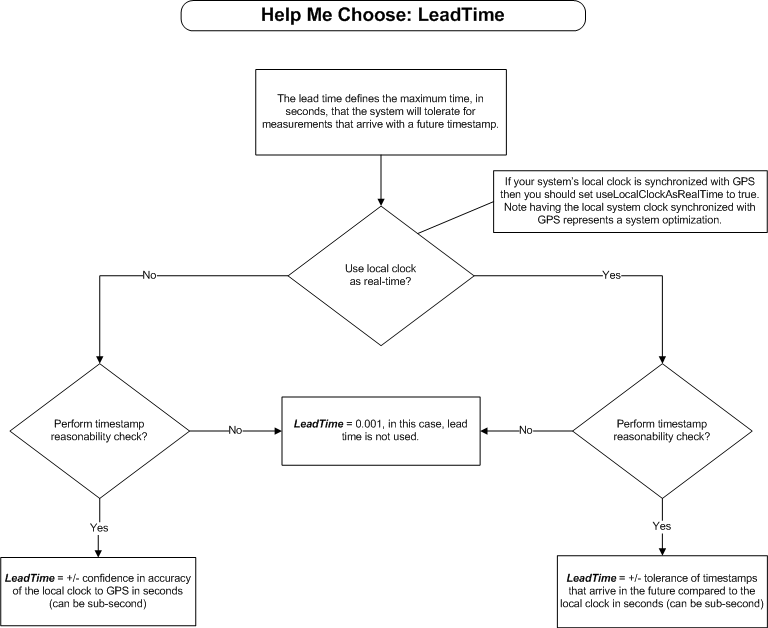 Help Me Choose: LeadTime
The lead time defines the maximum time, in
seconds, that the system will tolerate for
measurements that arrive with a future timestamp.
If your system's local clock is synchronized with GPS
then you should set useLocalClockAsRealTime to true.
Note having the local system clock synchronized with
GPS represents a system optimization.
Use local clock
as real-time?
No
Yes
Perform timestamp
reasonability check?
No
LeadTime = 0.001, in this case, lead
time is not used.
No
Perform timestamp
reasonability check?
Yes
Yes
LeadTime = +/- confidence in accuracy
of the local clock to GPS in seconds
(can be sub-second)
LeadTime = +/- tolerance of timestamps
that arrive in the future compared to the
local clock in seconds (can be sub-second)